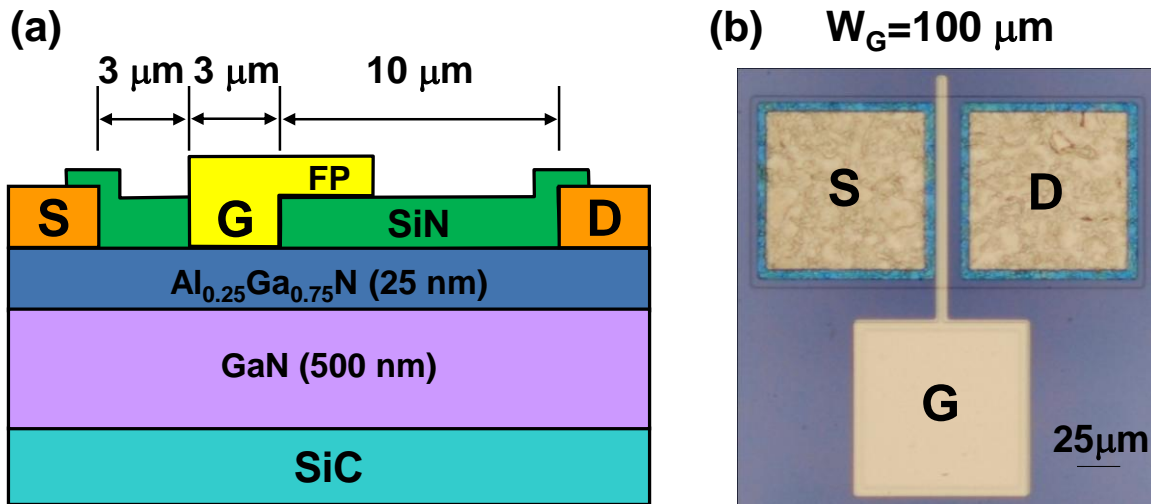 (a)
3 μm 3 μm 10 μm
FP
S G SiN D
Al0.25Ga0.75N (25 nm)
GaN (500 nm)
SiC
(b) WG=100 μm
S D
G
25μm